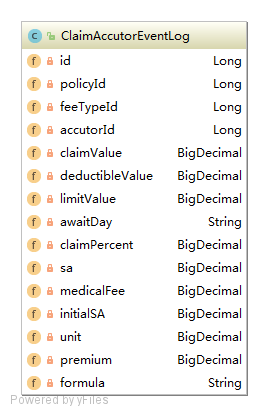 C ClaimAccutorEventLog
f id Long
f policyId Long
f feeTypeId Long
f accutorId Long
f claimValue BigDecimal
f deductibleValue BigDecimal
f limitValue BigDecimal
f awaitDay String
f claimPercent BigDecimal
f sa BigDecimal
f medicalFee BigDecimal
f initialSA BigDecimal
f unit BigDecimal
f premium BigDecimal
f formula String
Powered by yFiles